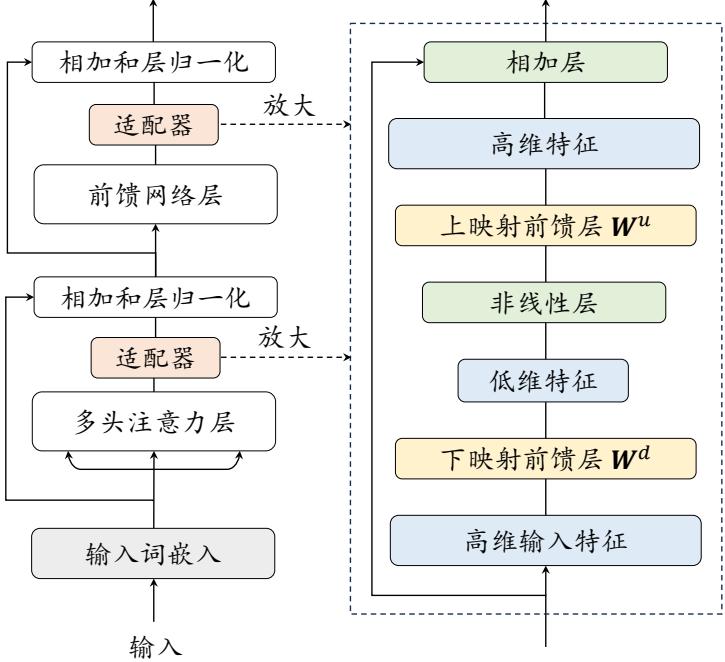 相加和层归一化
适配器
放大
前馈网络层
相加和层归一化
适配器
放大
多头注意力层
输入词嵌入
输入
相加层
高维特征
上映射前馈层 W^u
非线性层
低维特征
下映射前馈层 W^d
高维输入特征